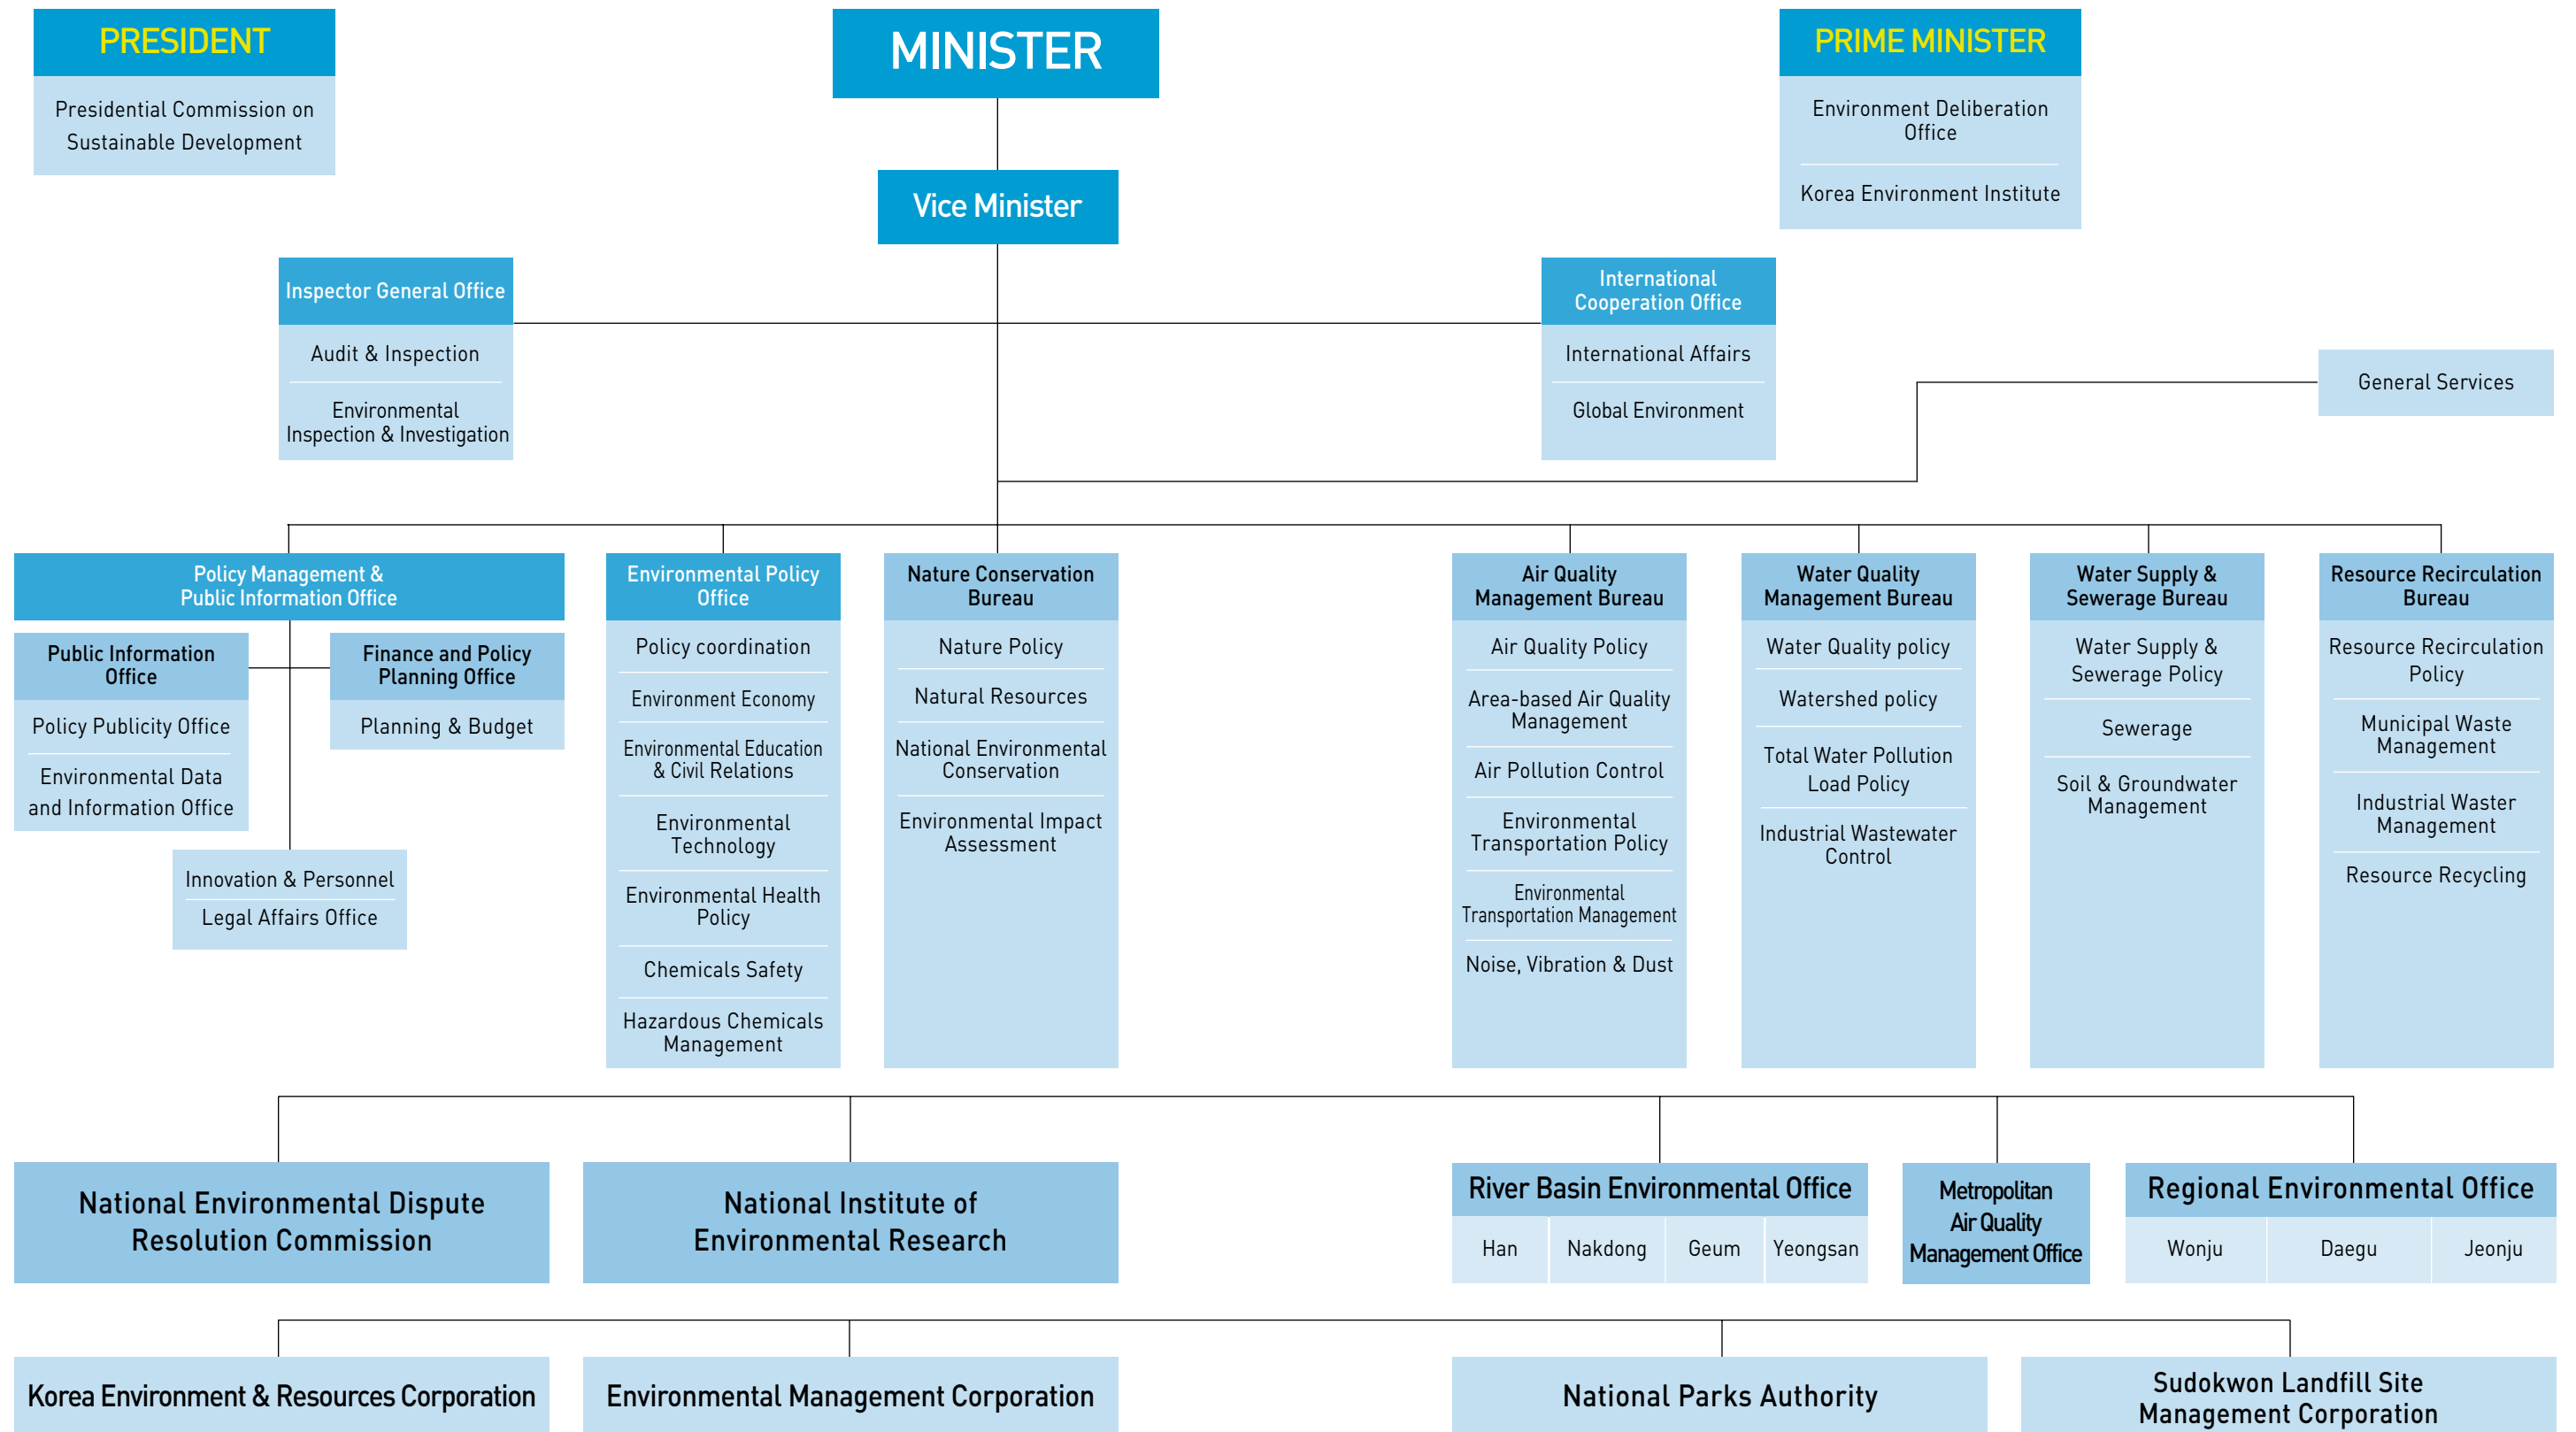 PRESIDENT
Presidential Commission on
Sustainable Development
MINISTER
PRIME MINISTER
Environment Deliberation
Office
Korea Environment Institute
Vice Minister
Inspector General Office
Audit & Inspection
Environmental
Inspection & Investigation
International
Cooperation Office
International Affairs
Global Environment
General Services
Policy Management &
Public Information Office
Public Information
Office
Policy Publicity Office
Environmental Data
and Information Office
Finance and Policy
Planning Office
Planning & Budget
Innovation & Personnel
Legal Affairs Office
Environmental Policy
Office
Policy coordination
Environment Economy
Environmental Education
& Civil Relations
Environmental
Technology
Environmental Health
Policy
Chemicals Safety
Hazardous Chemicals
Management
Nature Conservation
Bureau
Nature Policy
Natural Resources
National Environmental
Conservation
Environmental Impact
Assessment
Air Quality
Management Bureau
Air Quality Policy
Area-based Air Quality
Management
Air Pollution Control
Environmental
Transportation Policy
Environmental
Transportation Management
Noise, Vibration & Dust
Water Quality
Management Bureau
Water Quality policy
Watershed policy
Total Water Pollution
Load Policy
Industrial Wastewater
Control
Water Supply &
Sewerage Bureau
Water Supply &
Sewerage Policy
Sewerage
Soil & Groundwater
Management
Resource Recirculation
Bureau
Resource Recirculation
Policy
Municipal Waste
Management
Industrial Waster
Management
Resource Recycling
National Environmental Dispute
Resolution Commission
National Institute of
Environmental Research
River Basin Environmental Office
Han
Nakdong
Geum
Yeongsan
Metropolitan
Air Quality
Management Office
Regional Environmental Office
Wonju
Daegu
Jeonju
Korea Environment & Resources Corporation
Environmental Management Corporation
National Parks Authority
Sudokwon Landfill Site
Management Corporation